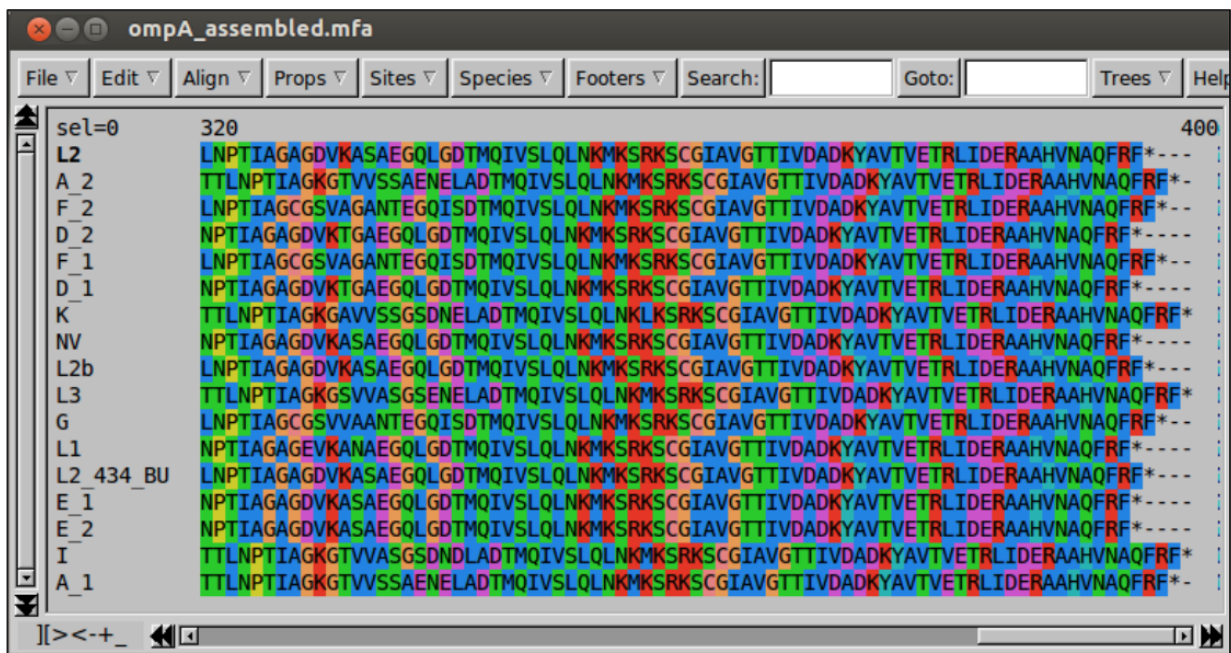 ompA_assembled.mfa
File Edit Align Props Sites Species Footers Search: Goto: Trees Help
sel=0 320 400
L2 LNPTIAGAGDVKASAEGQLGDTMQIVSLQLNKMKSRKSCGIAVGTTIVDADKYAVTVETRLIDERAAHVNAQFRF*---
A_2 TTLNPTIAGKGTVVSSAENELADTMQIVSLQLNKMKSRKSCGIAVGTTIVDADKYAVTVETRLIDERAAHVNAQFRF*-
F_2 LNPTIAGCGSVAGANTEGQISDTMQIVSLQLNKMKSRKSCGIAVGTTIVDADKYAVTVETRLIDERAAHVNAQFRF*--
D_2 NPTIAGAGDVKTGAEGQLGDTMQIVSLQLNKMKSRKSCGIAVGTTIVDADKYAVTVETRLIDERAAHVNAQFRF*----
F_1 LNPTIAGCGSVAGANTEGQISDTMQIVSLQLNKMKSRKSCGIAVGTTIVDADKYAVTVETRLIDERAAHVNAQFRF*--
D_1 NPTIAGAGDVKTGAEGQLGDTMQIVSLQLNKMKSRKSCGIAVGTTIVDADKYAVTVETRLIDERAAHVNAQFRF*----
K TTLNPTIAGKGAVVSSGSDNELADTMQIVSLQLNKLKSRKSCGIAVGTTIVDADKYAVTVETRLIDERAAHVNAQFRF*
NV NPTIAGAGDVKASAEGQLGDTMQIVSLQLNKMKSRKSCGIAVGTTIVDADKYAVTVETRLIDERAAHVNAQFRF*----
L2b LNPTIAGAGDVKASAEGQLGDTMQIVSLQLNKMKSRKSCGIAVGTTIVDADKYAVTVETRLIDERAAHVNAQFRF*---
L3 TTLNPTIAGKGSVVASGSENELADTMQIVSLQLNKMKSRKSCGIAVGTTIVDADKYAVTVETRLIDERAAHVNAQFRF*
G LNPTIAGCGSVVAANTEGQISDTMQIVSLQLNKMKSRKSCGIAVGTTIVDADKYAVTVETRLIDERAAHVNAQFRF*--
L1 NPTIAGAGEVKANAEGQLGDTMQIVSLQLNKMKSRKSCGIAVGTTIVDADKYAVTVETRLIDERAAHVNAQFRF*----
L2_434_BU LNPTIAGAGDVKASAEGQLGDTMQIVSLQLNKMKSRKSCGIAVGTTIVDADKYAVTVETRLIDERAAHVNAQFRF*---
E_1 NPTIAGAGDVKASAEGQLGDTMQIVSLQLNKMKSRKSCGIAVGTTIVDADKYAVTVETRLIDERAAHVNAQFRF*----
E_2 NPTIAGAGDVKASAEGQLGDTMQIVSLQLNKMKSRKSCGIAVGTTIVDADKYAVTVETRLIDERAAHVNAQFRF*----
I TTLNPTIAGKGTVVASGSDNDLADTMQIVSLQLNKMKSRKSCGIAVGTTIVDADKYAVTVETRLIDERAAHVNAQFRF*
A_1 TTLNPTIAGKGTVVSSAENELADTMQIVSLQLNKMKSRKSCGIAVGTTIVDADKYAVTVETRLIDERAAHVNAQFRF*-
][><-+_